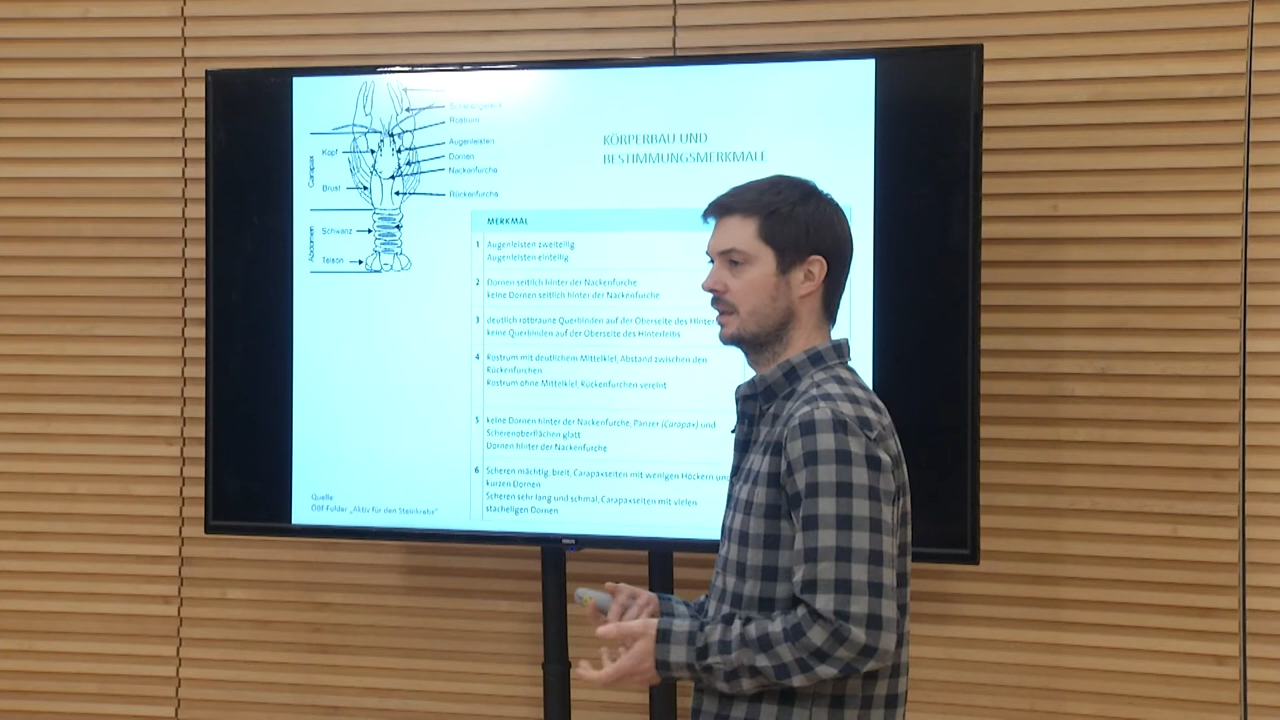 Scherengelenk
Rostrum
Augenleisten
Kopf
Dornen
Nackenfurche
Carapax
Brust
Rückenfurche
Schwanz
Abdomen
Telson
KÖRPERBAU UND
BESTIMMUNGSMERKMALE
MERKMAL
1 Augenleisten zweiteilig
Augenleisten einteilig
2 Dornen seitlich hinter der Nackenfurche
keine Dornen seitlich hinter der Nackenfurche
3 deutlich rotbraune Querbinden auf der Oberseite des Hinter
keine Querbinden auf der Oberseite des Hinterleibs
4 Rostrum mit deutlichem Mittelkiel, Abstand zwischen den
Rückenfurchen
Rostrum ohne Mittelkiel, Rückenfurchen vereint
5 keine Dornen hinter der Nackenfurche, Panzer (Carapax) und
Scherenoberflächen glatt
Dornen hinter der Nackenfurche
6 Scheren mächtig, breit, Carapaxseiten mit wenigen Höckern und
kurzen Dornen
Scheren sehr lang und schmal, Carapaxseiten mit vielen
stacheligen Dornen
Quelle
ÖBf-Folder „Aktiv für den Steinkrebs"